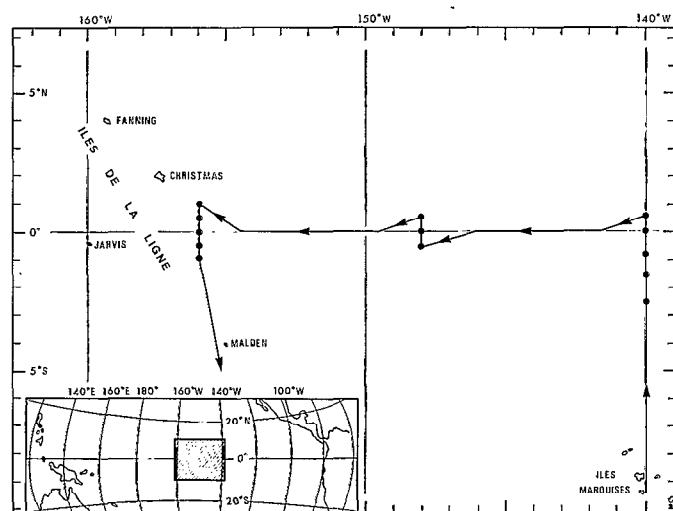 160°W
150°W
140°W
5°N
FANNING
ILES DE LA LIGNE
CHRISTMAS
0°
JARVIS
0°
MALDEN
5°S
140°E 160°E 180° 160°W 140°W 100°W
20°N
0°
20°S
ILES
MARQUISES